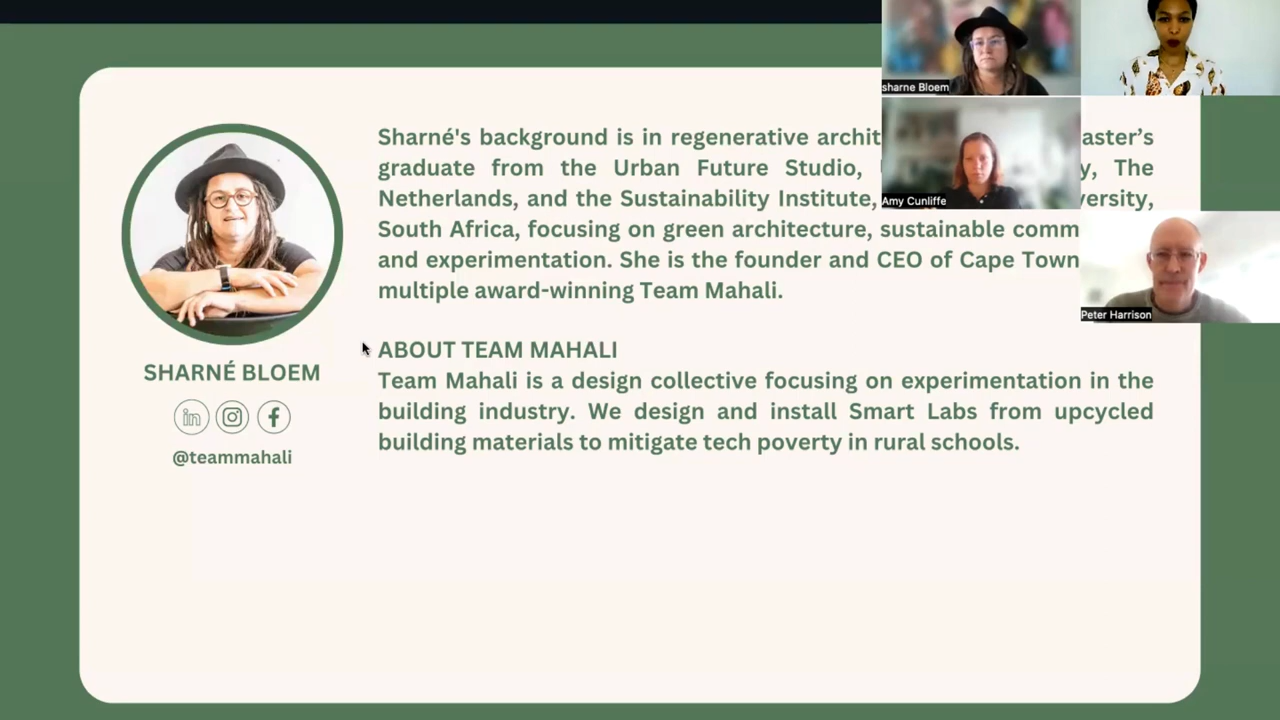 Sharné's background is in regenerative archit aster's
graduate from the Urban Future Studio, y, The
Netherlands, and the Sustainability Institute, versity,
South Africa, focusing on green architecture, sustainable comm
and experimentation. She is the founder and CEO of Cape Town
multiple award-winning Team Mahali.
ABOUT TEAM MAHALI
Team Mahali is a design collective focusing on experimentation in the
building industry. We design and install Smart Labs from upcycled
building materials to mitigate tech poverty in rural schools.
SHARNÉ BLOEM
in
f
@teammahali
sharne Bloem
Amy Cunliffe
Peter Harrison